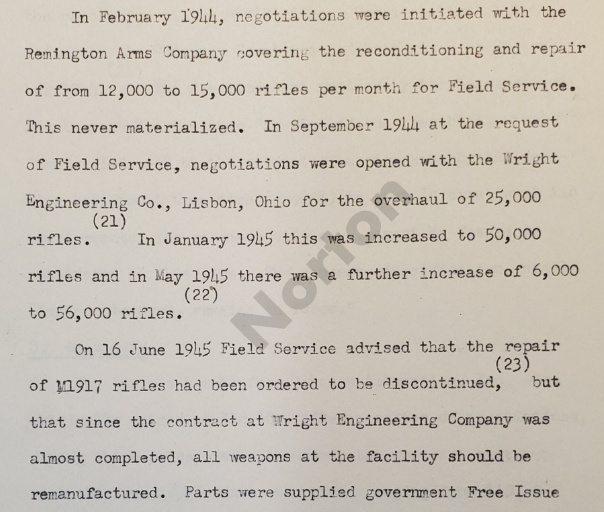 In February 1944, negotiations were initiated with the
Remington Arms Company covering the reconditioning and repair
of from 12,000 to 15,000 rifles per month for Field Service.
This never materialized. In September 1944 at the request
of Field Service, negotiations were opened with the Wright
Engineering Co., Lisbon, Ohio for the overhaul of 25,000
(21)
rifles. In January 1945 this was increased to 50,000
rifles and in May 1945 there was a further increase of 6,000
(22)
to 56,000 rifles.
On 16 June 1945 Field Service advised that the repair
(23)
of M1917 rifles had been ordered to be discontinued, but
that since the contract at Wright Engineering Company was
almost completed, all weapons at the facility should be
remanufactured. Parts were supplied government Free Issue
Norton